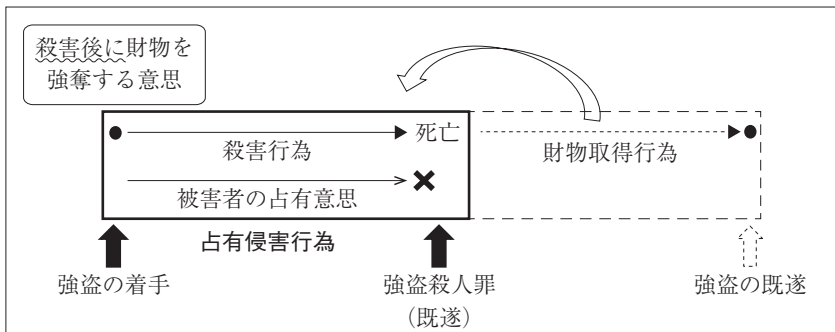 殺害後に財物を
強奪する意思
死亡
殺害行為
財物取得行為
被害者の占有意思
占有侵害行為
強盗の着手
強盗殺人罪
(既遂)
強盗の既遂